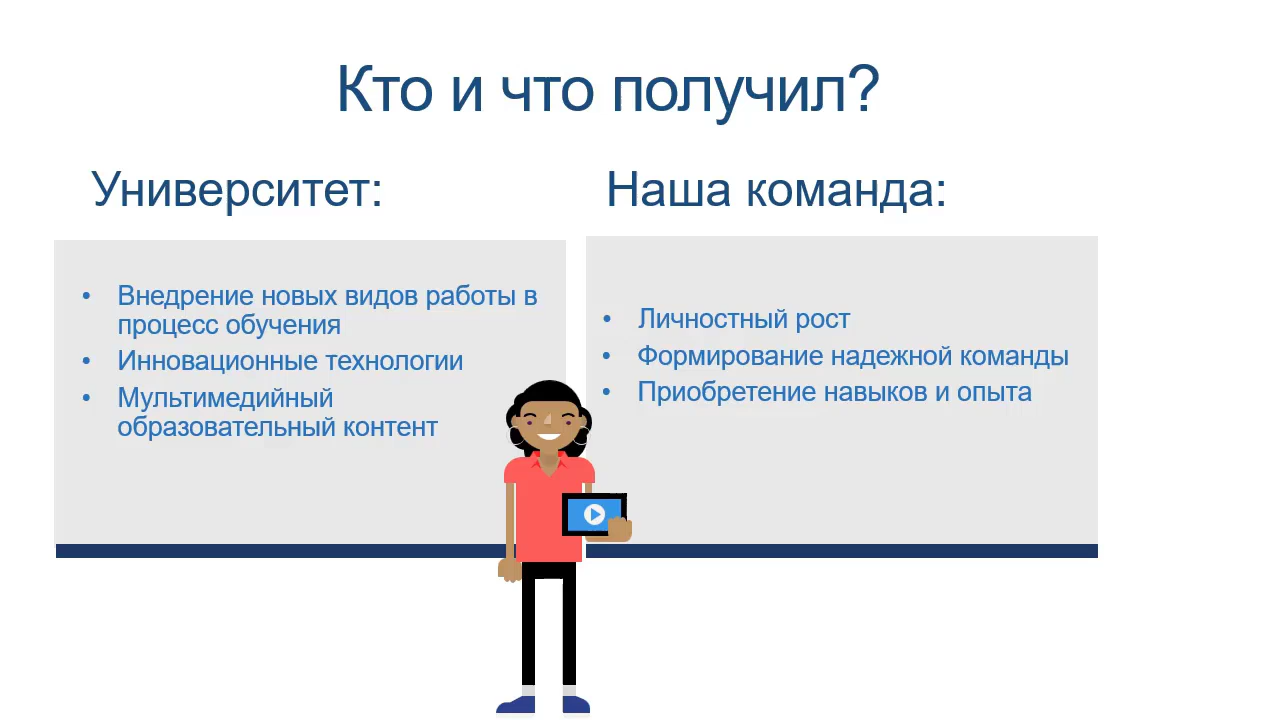 Кто и что получил?
Университет:
• Внедрение новых видов работы в
процесс обучения
• Инновационные технологии
• Мультимедийный
образовательный контент
Наша команда:
• Личностный рост
• Формирование надежной команды
• Приобретение навыков и опыта